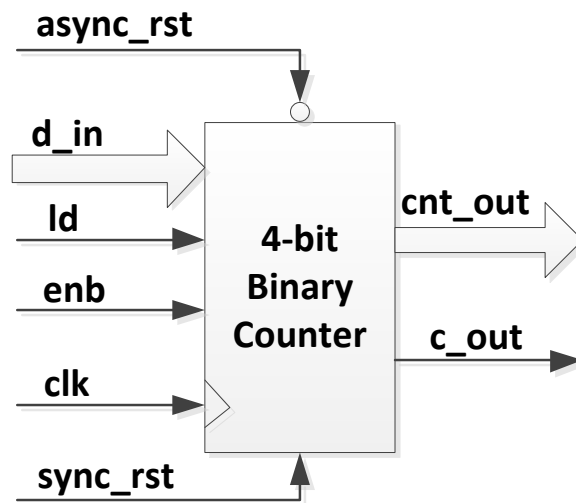 async_rst
d_in
ld
enb
clk
sync_rst
4-bit
Binary
Counter
cnt_out
c_out